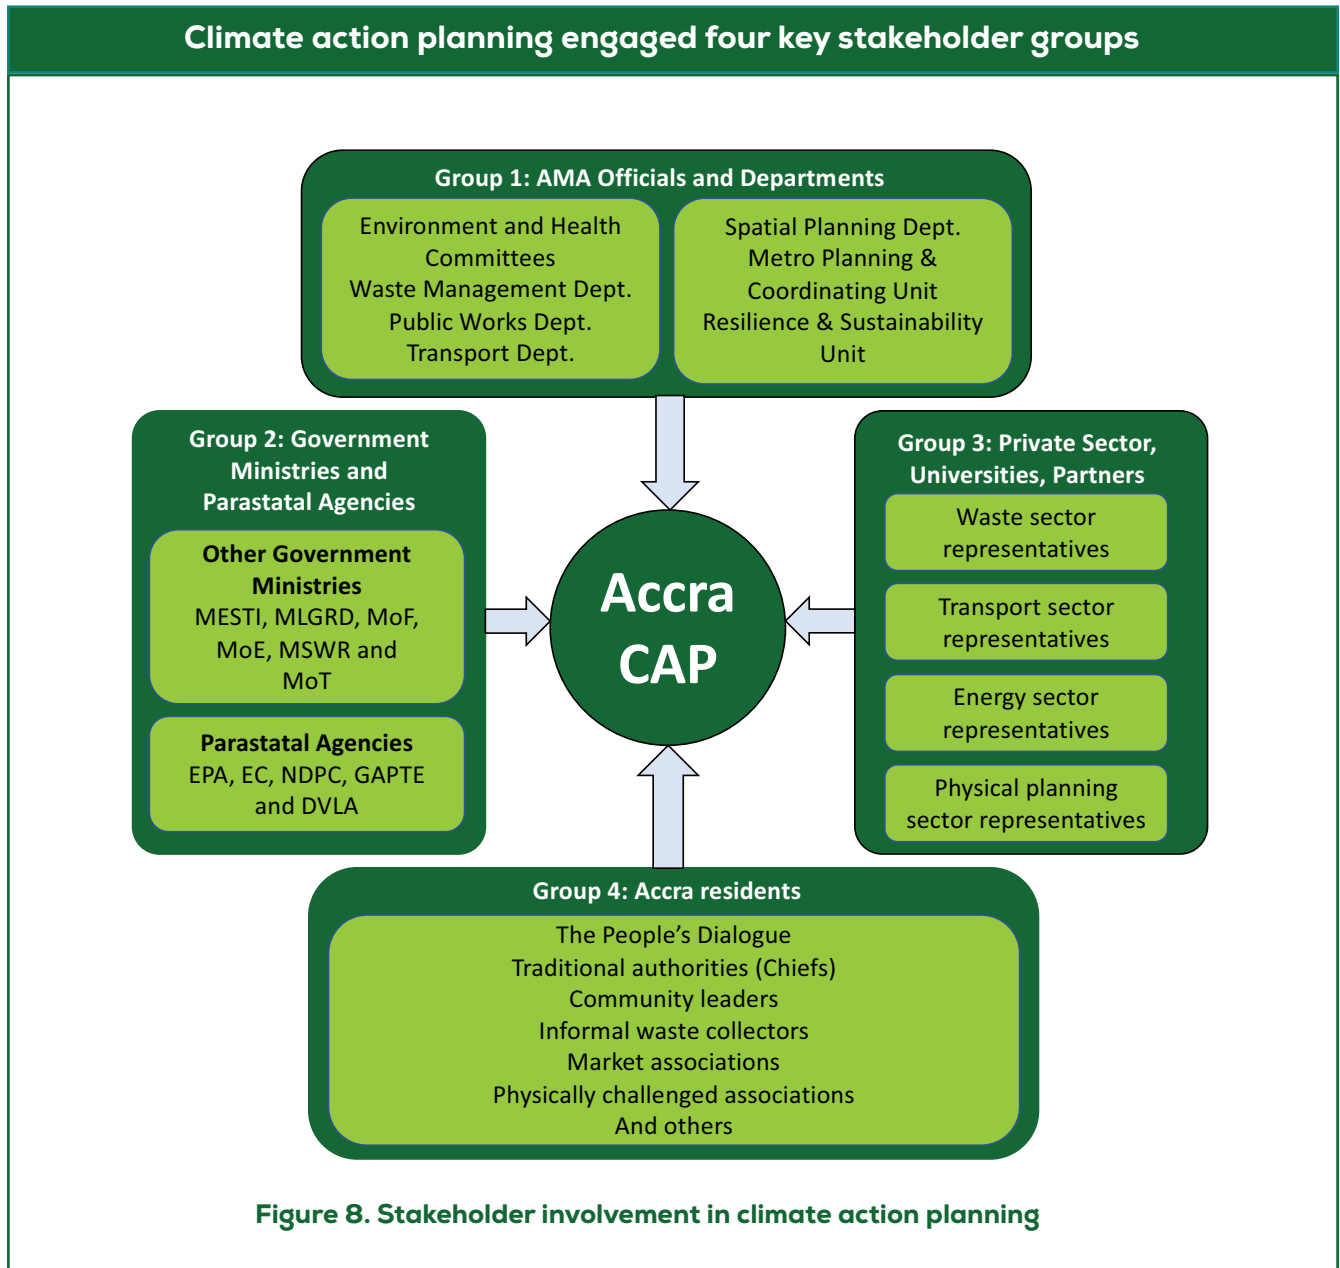 Climate action planning engaged four key stakeholder groups
Group 1: AMA Officials and Departments
Environment and Health
Committees
Waste Management Dept.
Public Works Dept.
Transport Dept.
Spatial Planning Dept.
Metro Planning &
Coordinating Unit
Resilience & Sustainability
Unit
Group 2: Government
Ministries and
Parastatal Agencies
Other Government
Ministries
MESTI, MLGRD, MoF,
MoE, MSWR and
MoT
Parastatal Agencies
EPA, EC, NDPC, GAPTE
and DVLA
Accra
CAP
Group 3: Private Sector,
Universities, Partners
Waste sector
representatives
Transport sector
representatives
Energy sector
representatives
Physical planning
sector representatives
Group 4: Accra residents
The People’s Dialogue
Traditional authorities (Chiefs)
Community leaders
Informal waste collectors
Market associations
Physically challenged associations
And others
Figure 8. Stakeholder involvement in climate action planning